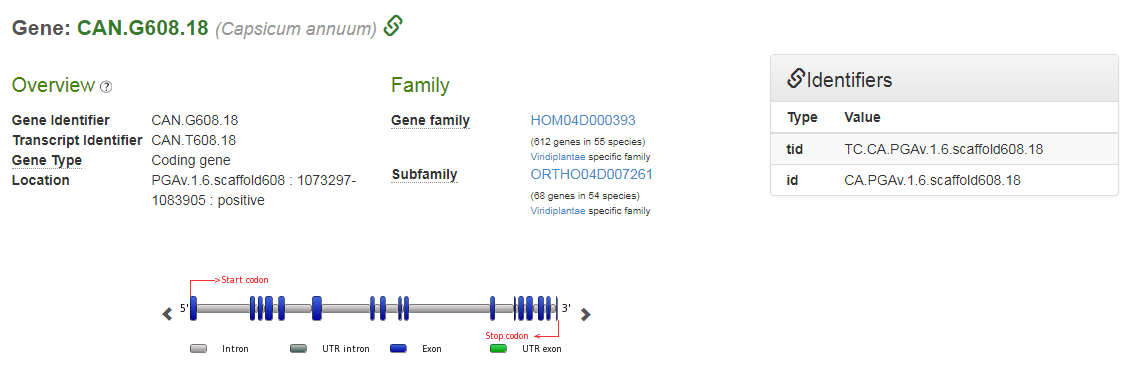 Gene: CAN.G608.18 (Capsicum annuum)
Overview ?
Gene Identifier CAN.G608.18
Transcript Identifier CAN.T608.18
Gene Type Coding gene
Location PGAv.1.6.scaffold608 : 1073297-
1083905 : positive
Family
Gene family HOM04D000393
(612 genes in 55 species)
Viridiplantae specific family
Subfamily ORTHO04D007261
(68 genes in 54 species)
Viridiplantae specific family
Identifiers
Type Value
tid TC.CA.PGAv.1.6.scaffold608.18
id CA.PGAv.1.6.scaffold608.18
>Start codon
5' 3'
Stop codon
Intron UTR intron Exon UTR exon